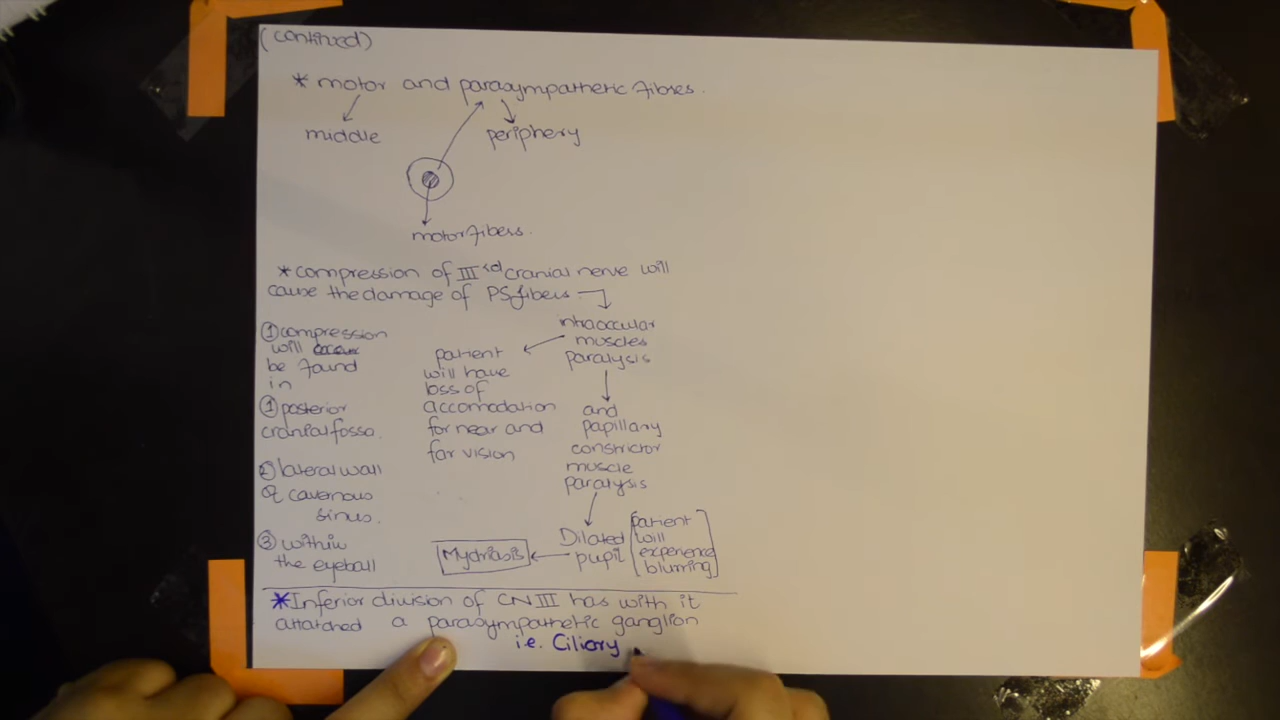 (continued)
* motor and parasympathetic fibres.
middle
periphery
motor fibers.
* compression of III rd cranial nerve will
cause the damage of PS fibers
intraoccular
muscles
paralysis
patient
will have
loss of
accomodation
for near and
far vision
and
papillary
constrictor
muscle
paralysis
Dilated
pupil
patient
will
experience
blurring
Mydriasis
① compression
will
be found
in
① posterior
cranial fossa.
② lateral wall
of cavernous
sinus.
③ within
the eyeball
* Inferior division of CN III has with it
attatched a parasympathetic ganglion
i.e. Ciliary